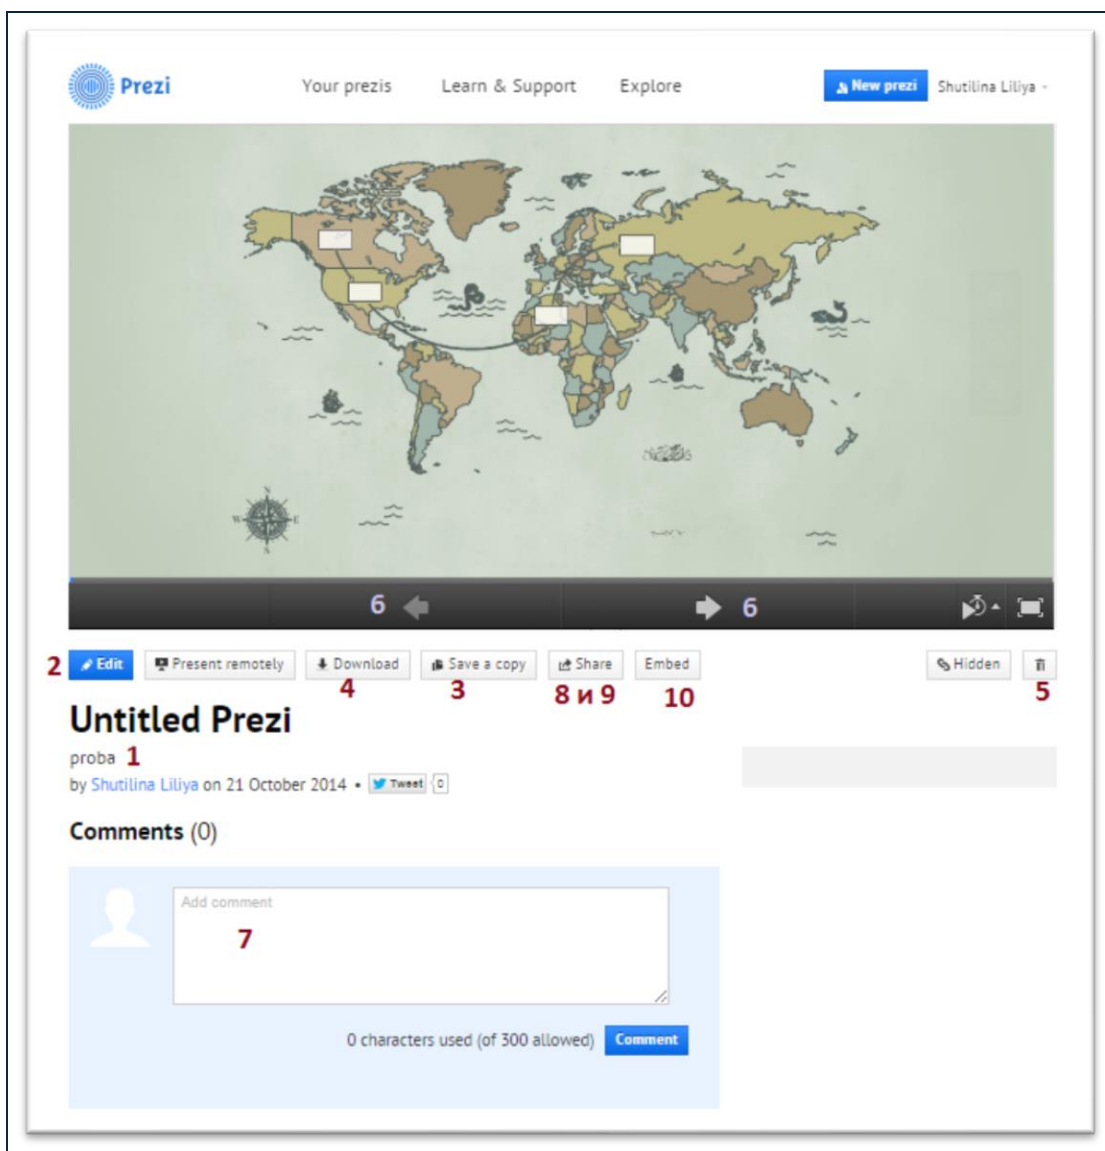 Prezi Your prezis Learn & Support Explore New prezi Shutilina Liliya
N
W E
S
6 6
2 Edit Present remotely Download Save a copy Share Embed Hidden
4 3 8 и 9 10 5
Untitled Prezi
proba 1
by Shutilina Liliya on 21 October 2014 • Tweet 0
Comments (0)
Add comment
7
0 characters used (of 300 allowed) Comment